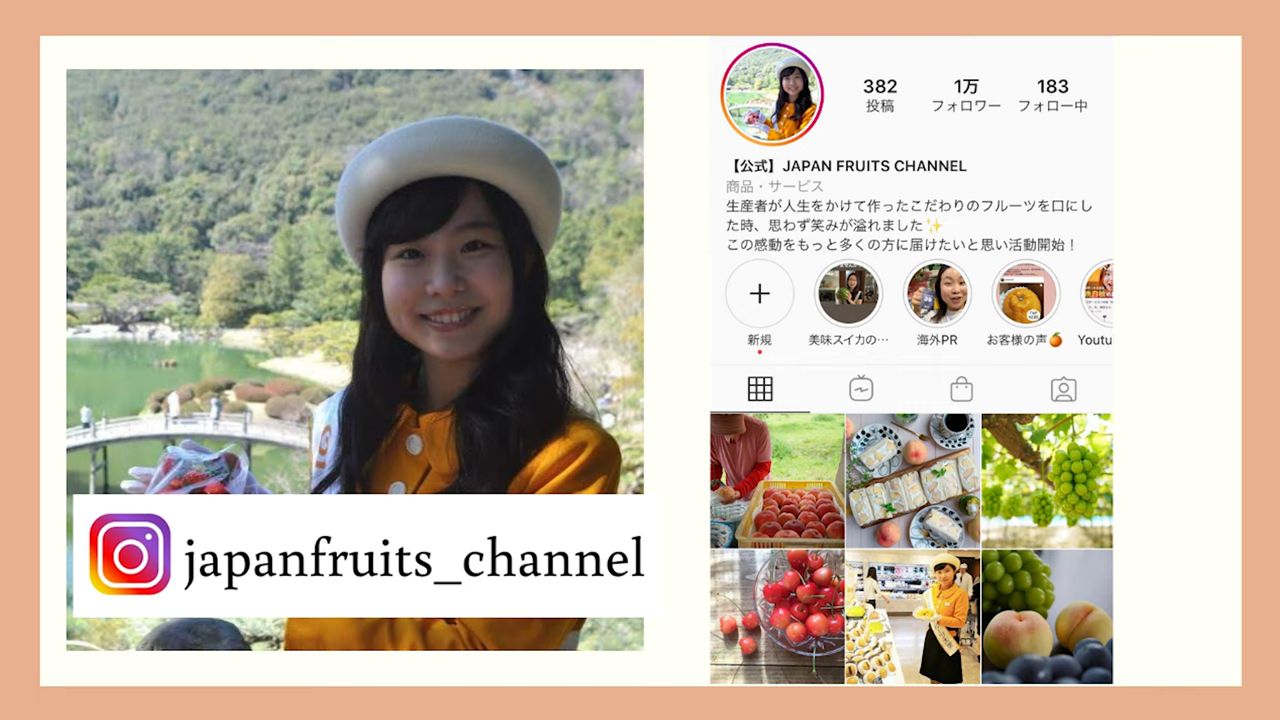 japanfruits_channel
382
投稿
1万
フォロワー
183
フォロー中
【公式】JAPAN FRUITS CHANNEL
商品・サービス
生産者が人生をかけて作ったこだわりのフルーツを口にし
た時、思わず笑みが溢れました✨
この感動をもっと多くの方に届けたいと思い活動開始！
新規
美味スイカの…
海外PR
お客様の声🍊
Youtu